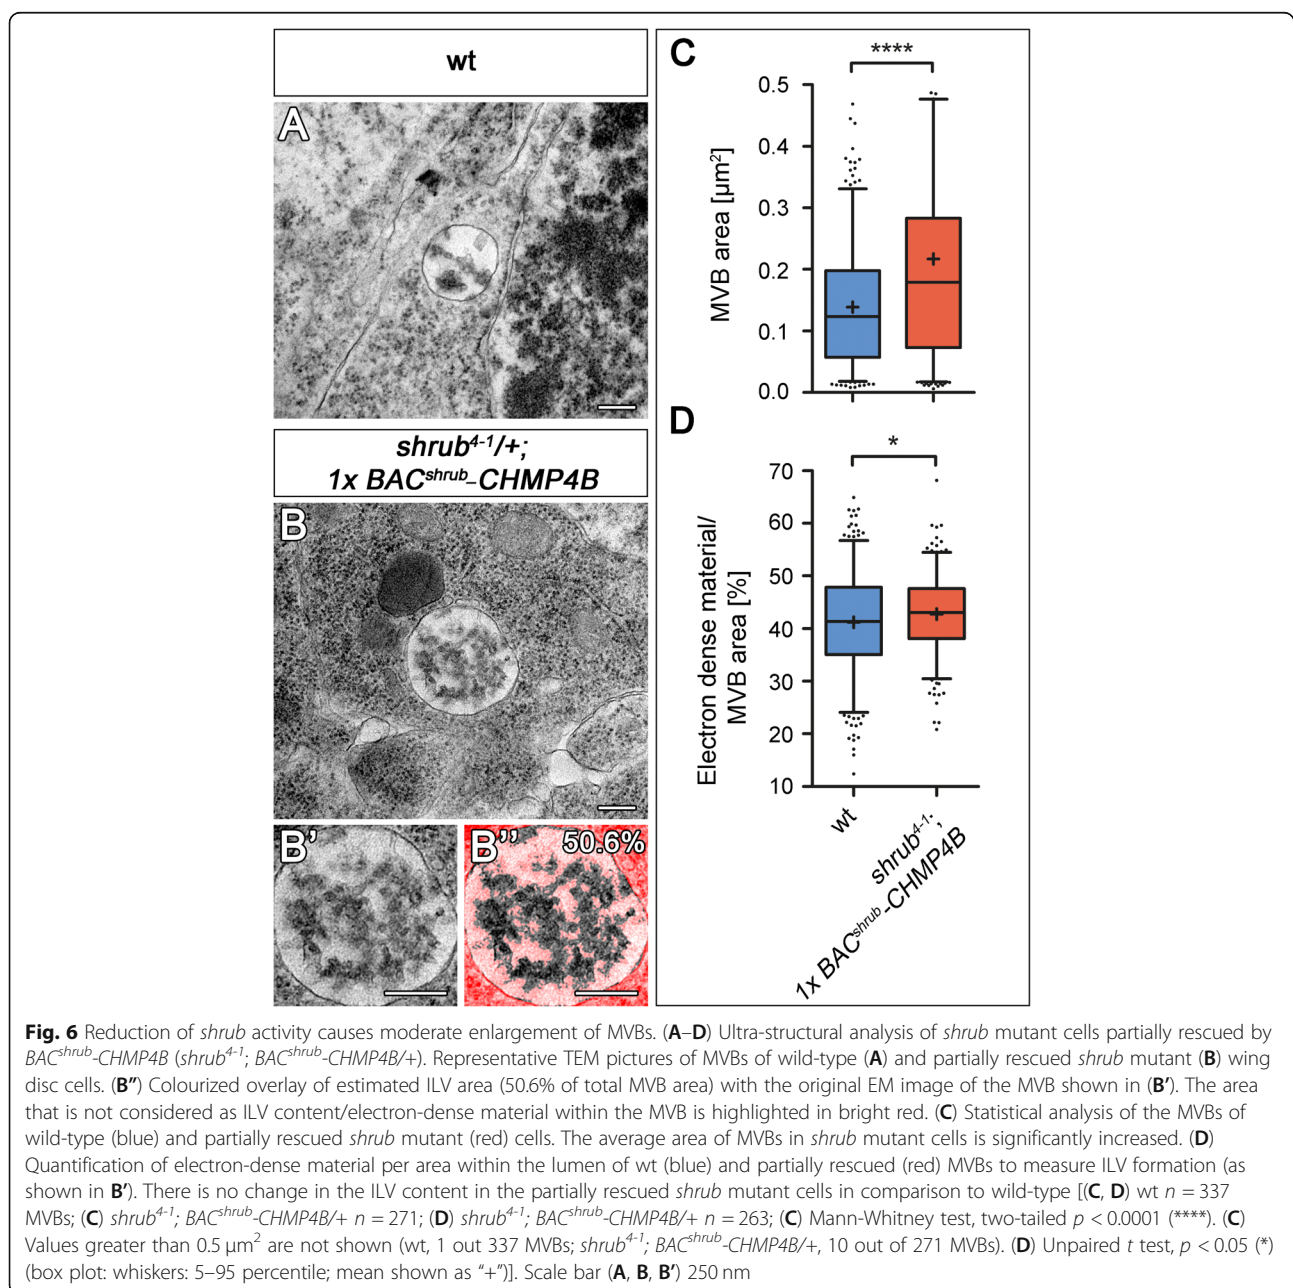 wt
A
shrub⁴⁻¹/+;
1x BACˢʰʳᵘᵇ-CHMP4B
B
B'
B"
50.6%
C
****
0.5
0.4
0.3
0.2
0.1
0.0
MVB area [µm²]
D
*
70
60
50
40
30
20
10
Electron dense material/
MVB area [%]
wt
shrub⁴⁻¹;
1x BACˢʰʳᵘᵇ-CHMP4B
Fig. 6 Reduction of shrub activity causes moderate enlargement of MVBs. (A–D) Ultra-structural analysis of shrub mutant cells partially rescued by
BACˢʰʳᵘᵇ-CHMP4B (shrub⁴⁻¹; BACˢʰʳᵘᵇ-CHMP4B/+). Representative TEM pictures of MVBs of wild-type (A) and partially rescued shrub mutant (B) wing
disc cells. (B") Colourized overlay of estimated ILV area (50.6% of total MVB area) with the original EM image of the MVB shown in (B'). The area
that is not considered as ILV content/electron-dense material within the MVB is highlighted in bright red. (C) Statistical analysis of the MVBs of
wild-type (blue) and partially rescued shrub mutant (red) cells. The average area of MVBs in shrub mutant cells is significantly increased. (D)
Quantification of electron-dense material per area within the lumen of wt (blue) and partially rescued (red) MVBs to measure ILV formation (as
shown in B'). There is no change in the ILV content in the partially rescued shrub mutant cells in comparison to wild-type [(C, D) wt n = 337
MVBs; (C) shrub⁴⁻¹; BACˢʰʳᵘᵇ-CHMP4B/+ n = 271; (D) shrub⁴⁻¹; BACˢʰʳᵘᵇ-CHMP4B/+ n = 263; (C) Mann-Whitney test, two-tailed p < 0.0001 (****). (C)
Values greater than 0.5 µm² are not shown (wt, 1 out 337 MVBs; shrub⁴⁻¹; BACˢʰʳᵘᵇ-CHMP4B/+, 10 out of 271 MVBs). (D) Unpaired t test, p < 0.05 (*)
(box plot: whiskers: 5–95 percentile; mean shown as "+")]. Scale bar (A, B, B') 250 nm